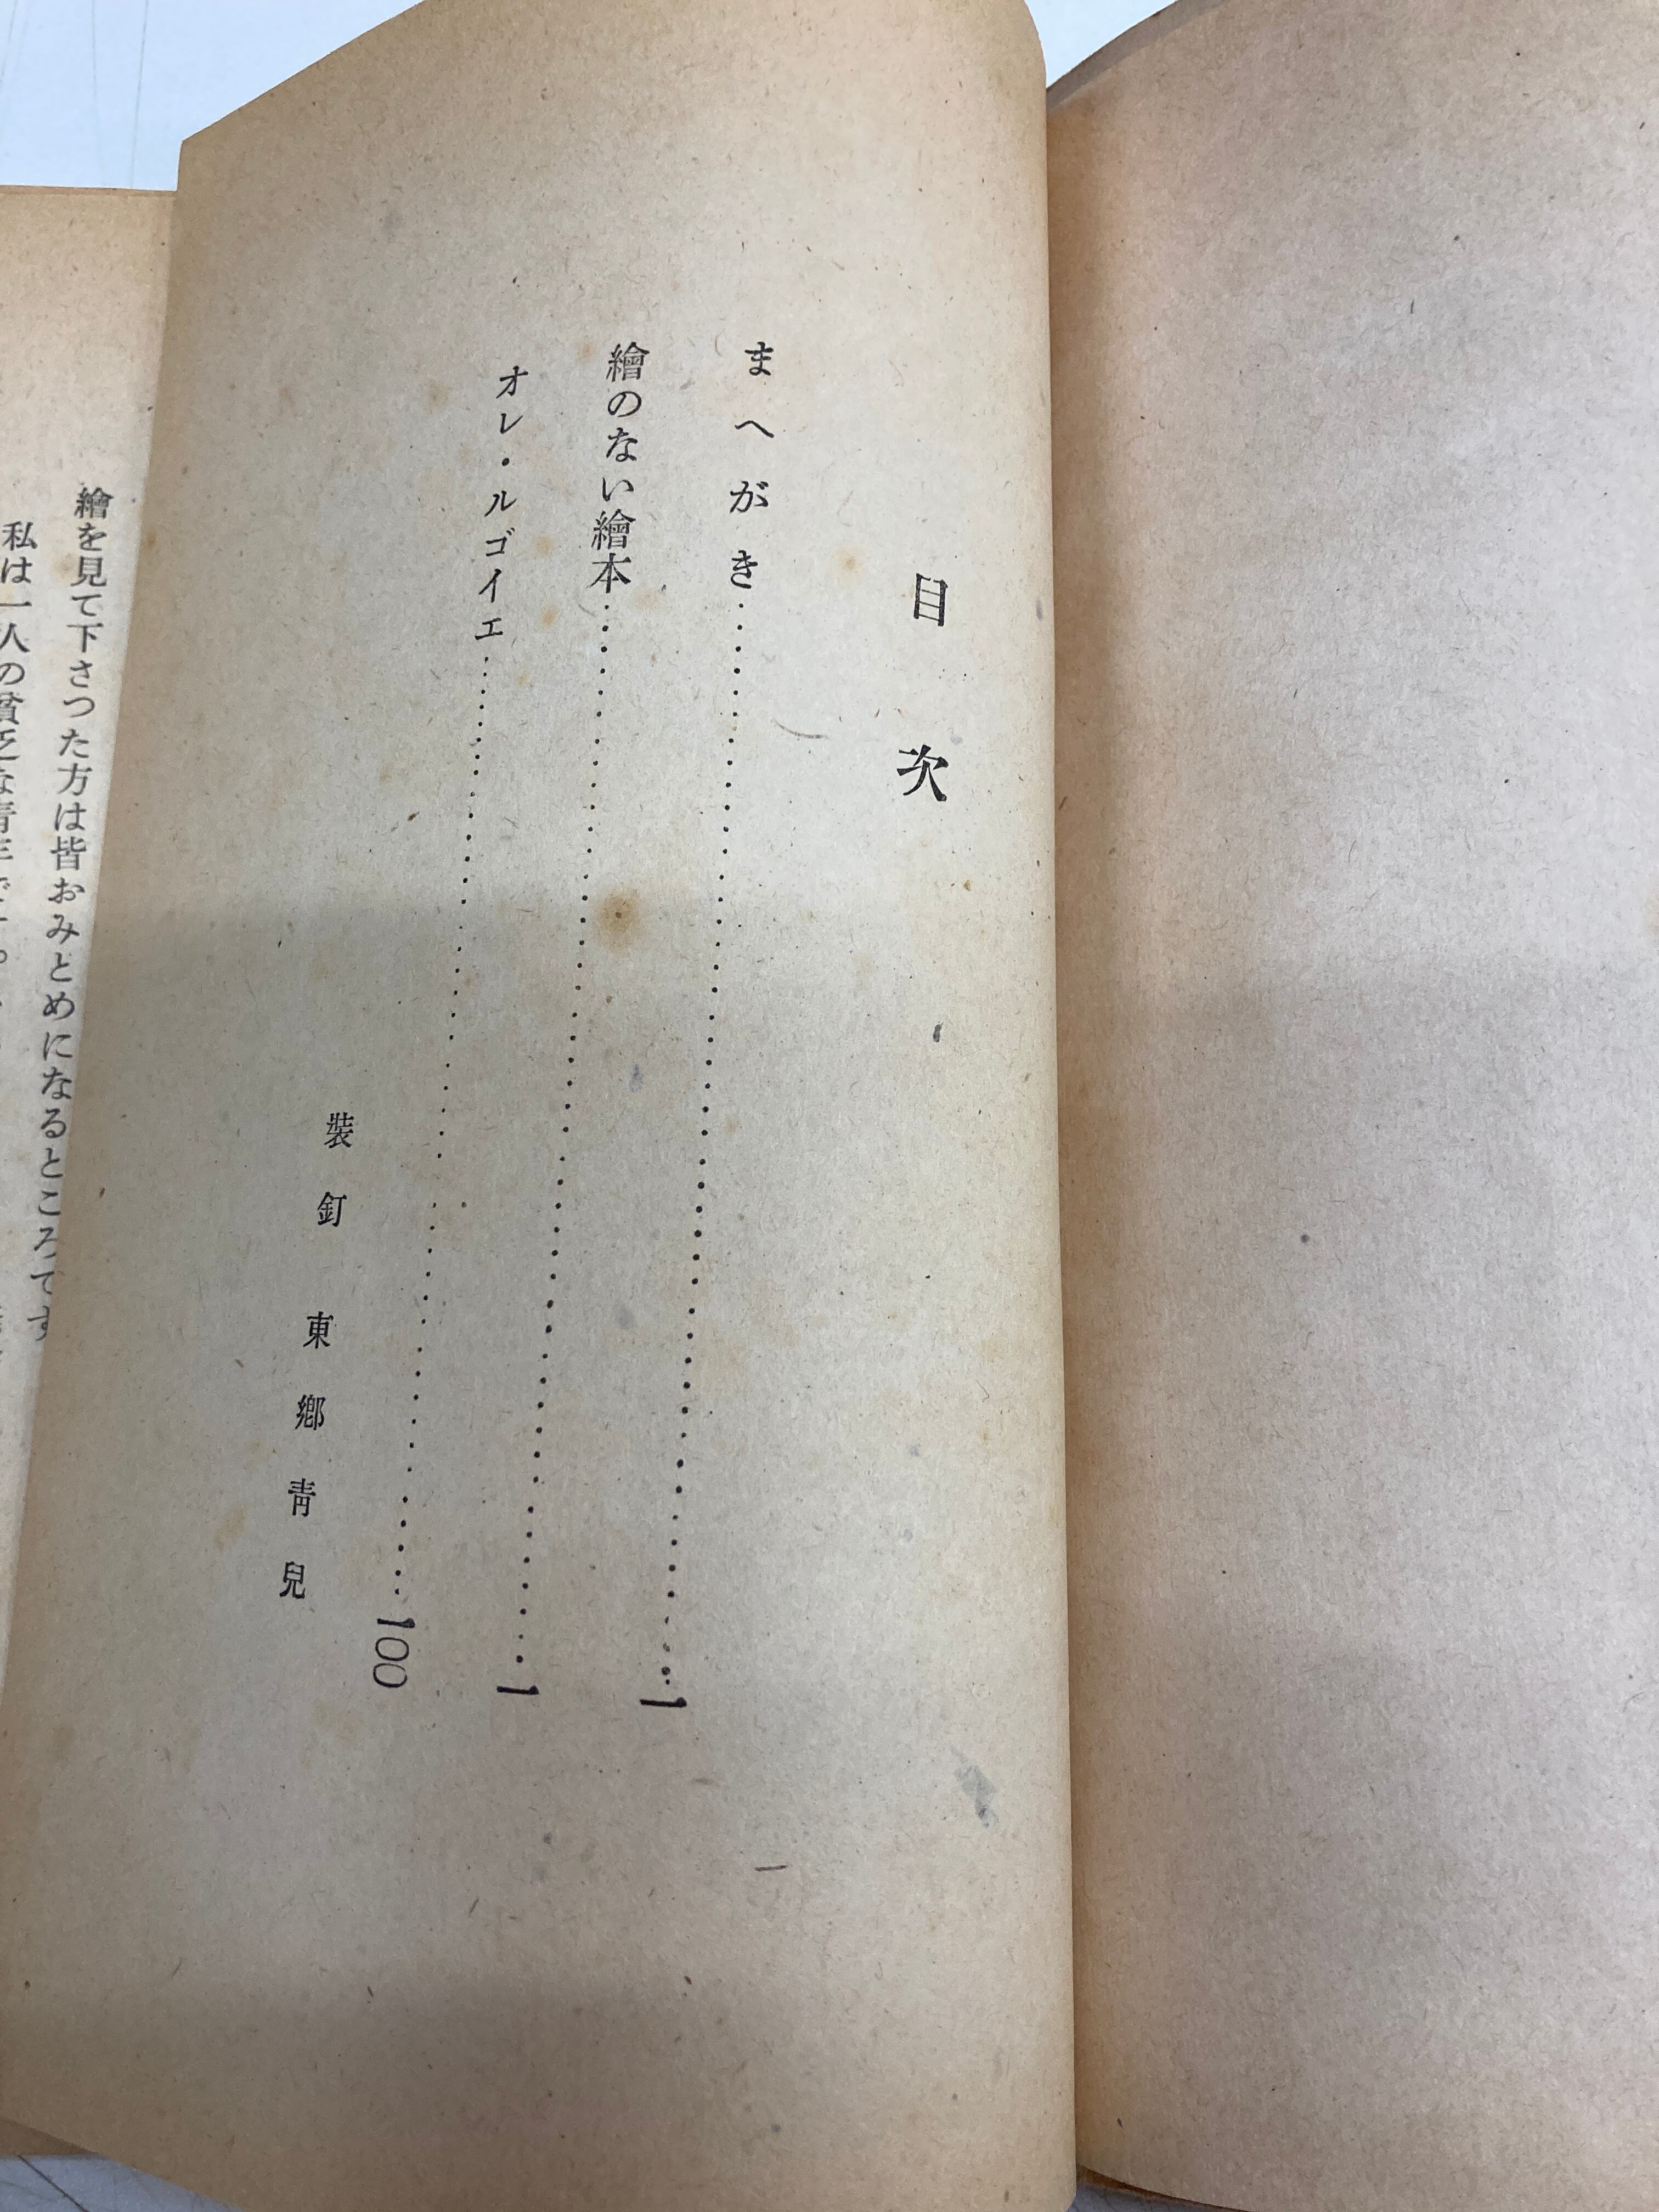 目次
まへがき……1
繪のない繪本……1
オレ・ルゴイエ……100
裝釘 東鄕靑兒
繪を見て下さつた方は皆おみとめになるところです
私は一人の貧乏な青年です。